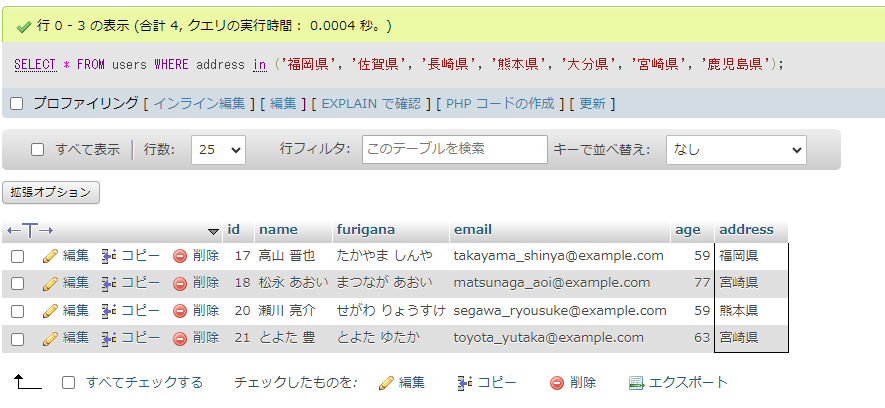 行 0 - 3 の表示 (合計 4, クエリの実行時間： 0.0004 秒。)
SELECT * FROM users WHERE address in ('福岡県', '佐賀県', '長崎県', '熊本県', '大分県', '宮崎県', '鹿児島県');
プロファイリング [ インライン編集 ] [ 編集 ] [ EXPLAIN で確認 ] [ PHP コードの作成 ] [ 更新 ]
すべて表示 行数: 25 行フィルタ: このテーブルを検索 キーで並べ替え: なし
拡張オプション
←T→ id name furigana email age address
編集 コピー 削除 17 高山 晋也 たかやま しんや takayama_shinya@example.com 59 福岡県
編集 コピー 削除 18 松永 あおい まつなが あおい matsunaga_aoi@example.com 77 宮崎県
編集 コピー 削除 20 瀬川 亮介 せがわ りょうすけ segawa_ryousuke@example.com 59 熊本県
編集 コピー 削除 21 とよた 豊 とよた ゆたか toyota_yutaka@example.com 63 宮崎県
すべてチェックする チェックしたものを: 編集 コピー 削除 エクスポート